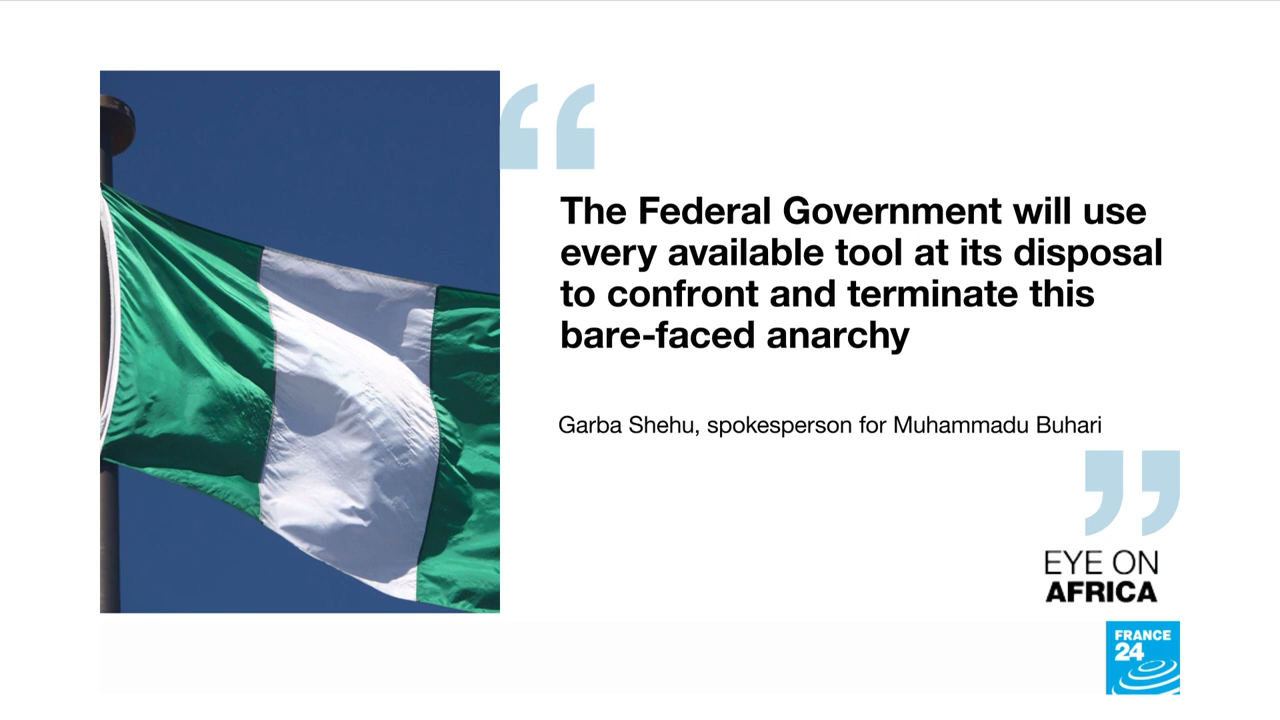 The Federal Government will use
every available tool at its disposal
to confront and terminate this
bare-faced anarchy
Garba Shehu, spokesperson for Muhammadu Buhari
EYE ON
AFRICA
FRANCE
24